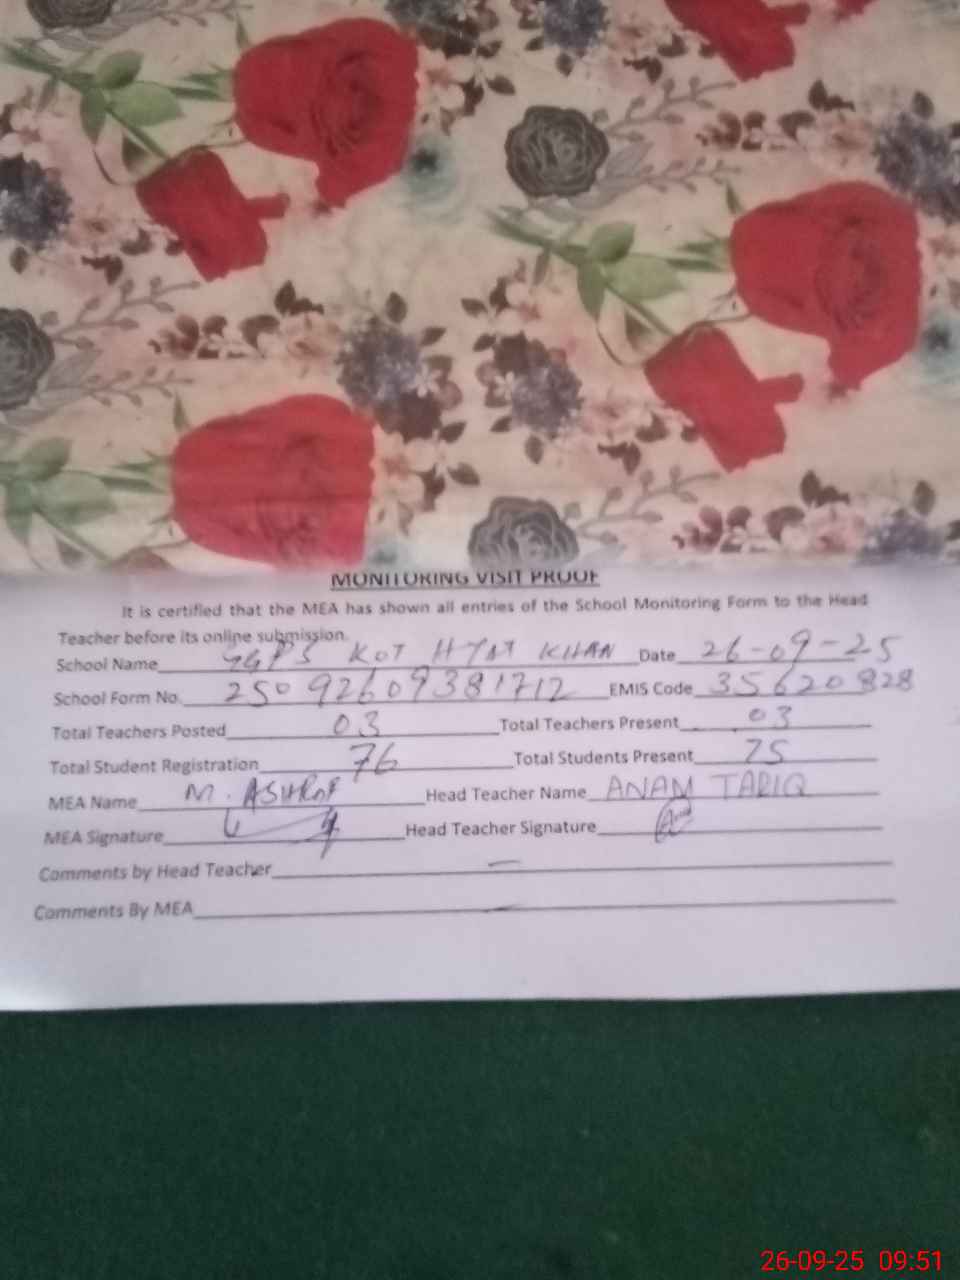 MONITORING VISIT PROOF
It is certified that the MEA has shown all entries of the School Monitoring Form to the Head
Teacher before its online submission.
School Name GGPS KOT HYAT KHAN Date 26-09-25
School Form No. 250926093817 12 EMIS Code 35620828
Total Teachers Posted 03 Total Teachers Present 03
Total Student Registration 76 Total Students Present 75
MEA Name M. ASHRAF Head Teacher Name ANAM TARIQ
MEA Signature Head Teacher Signature
Comments by Head Teacher —
Comments By MEA —
26-09-25 09:51